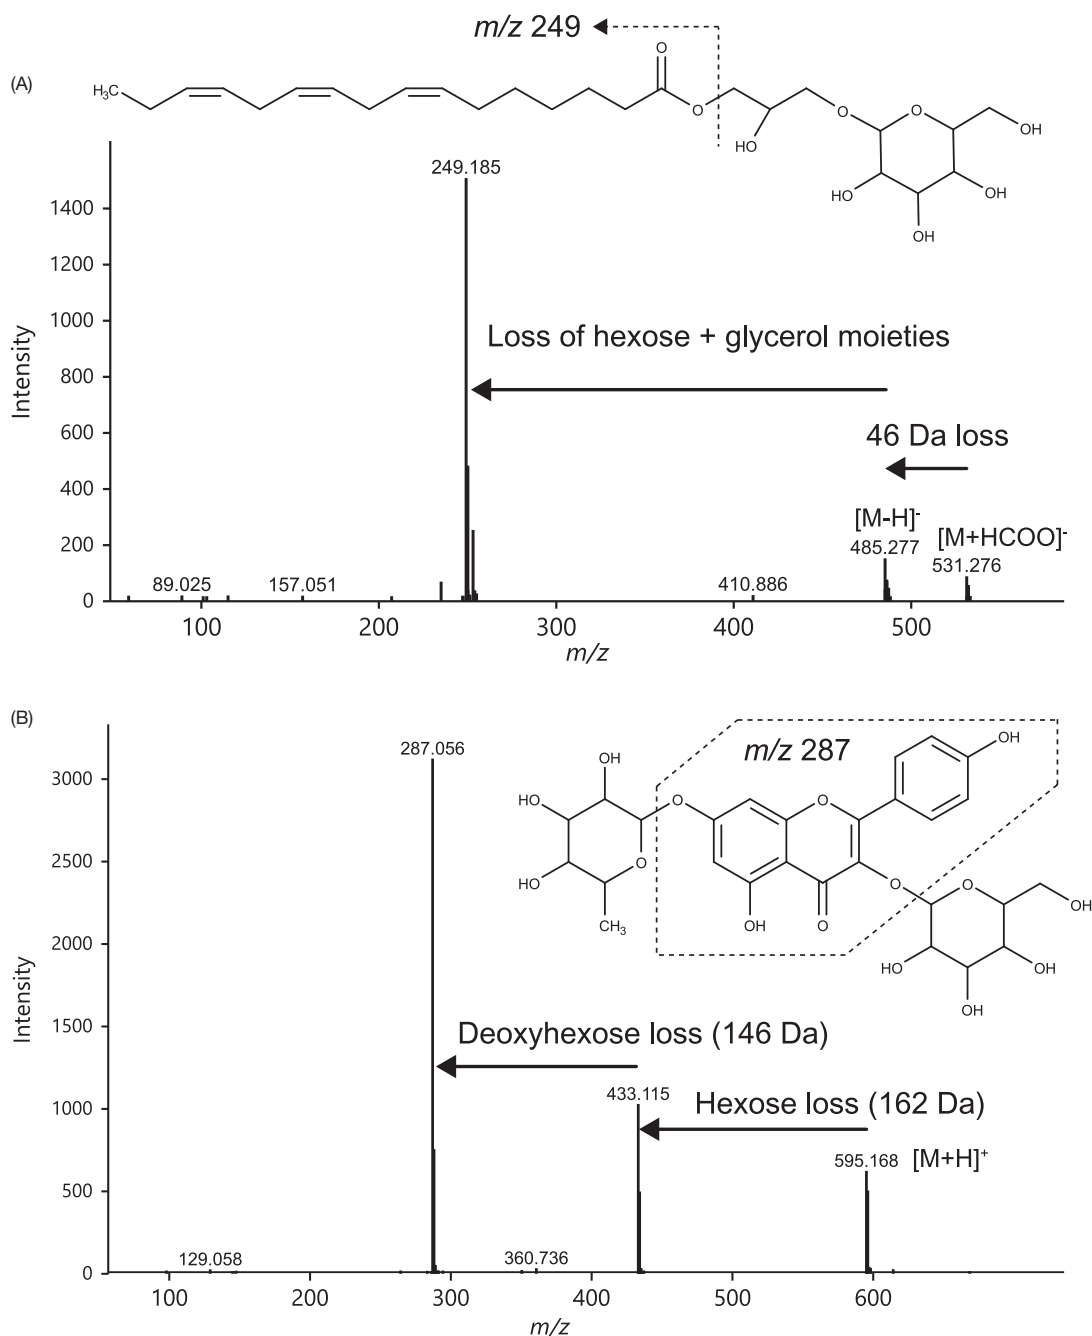 m/z 249
(A)
H₃C
O
O
HO
O
O
OH
HO
OH
OH
249.185
1400
1200
1000
800
600
400
200
0
Intensity
Loss of hexose + glycerol moieties
46 Da loss
[M-H]⁻
485.277
[M+HCOO]⁻
531.276
89.025
157.051
410.886
100
200
300
400
500
m/z
(B)
287.056
m/z 287
OH
OH
HO
O
O
HO
O
HO
CH₃
OH
O
O
O
OH
HO
OH
OH
3000
2500
2000
1500
1000
500
0
Intensity
Deoxyhexose loss (146 Da)
433.115
Hexose loss (162 Da)
595.168 [M+H]⁺
129.058
360.736
100
200
300
400
500
600
m/z